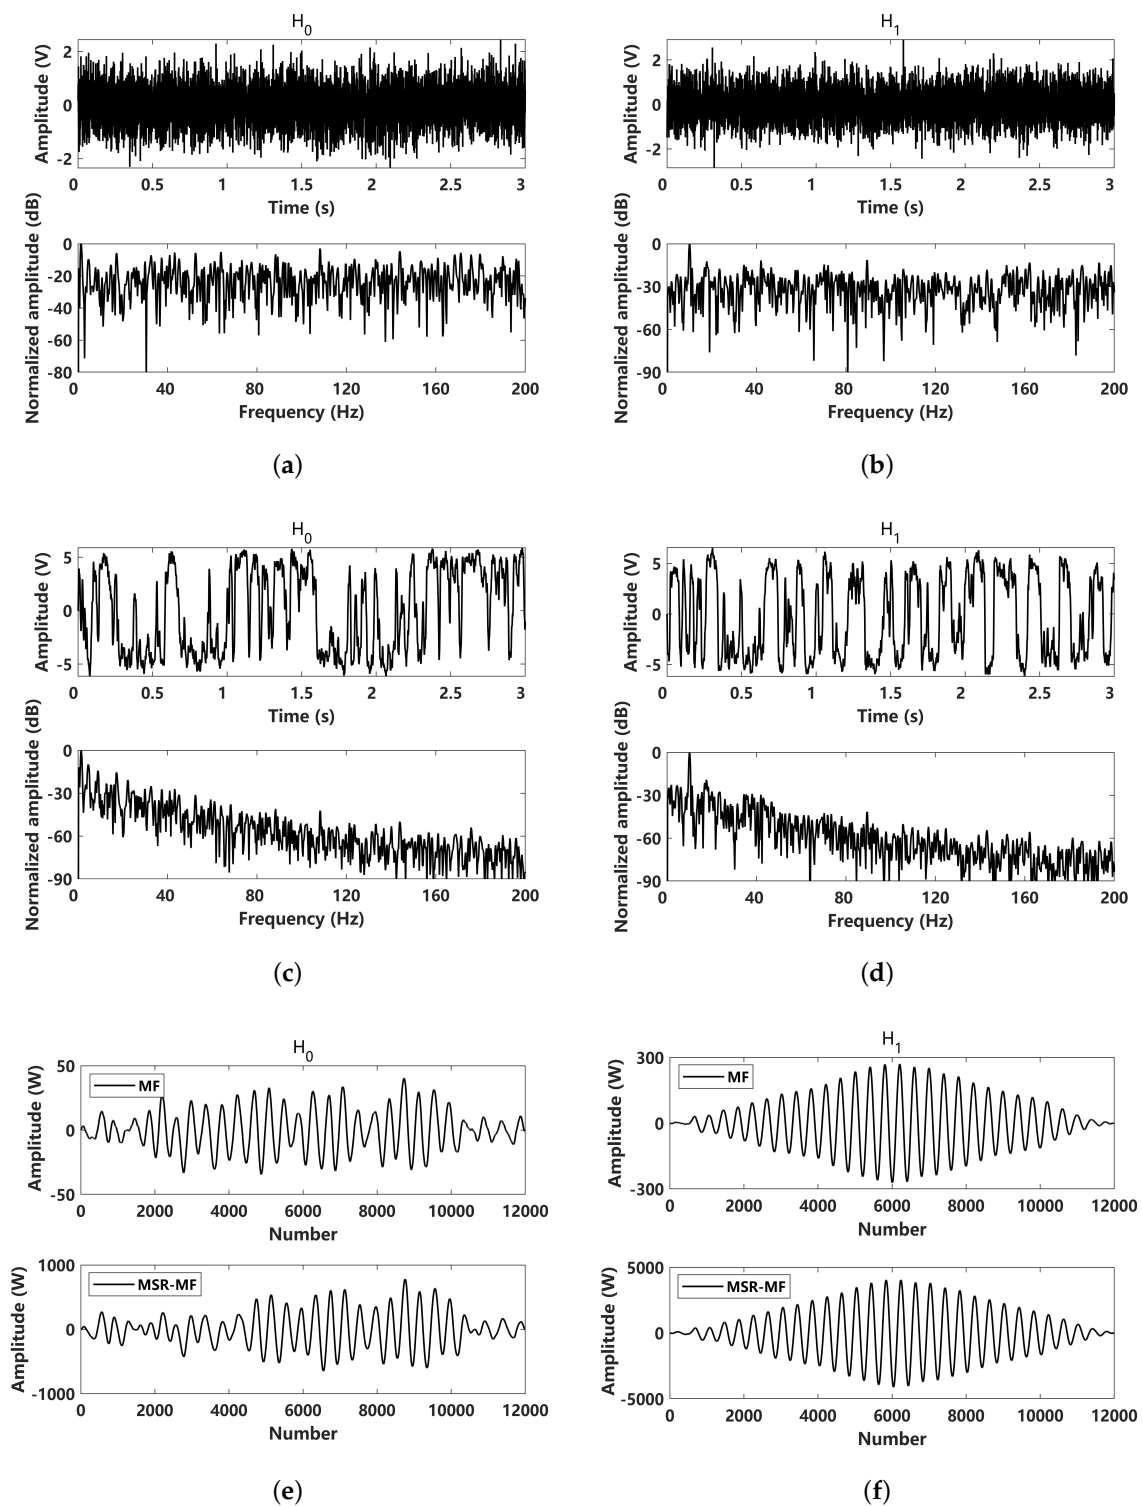 H0
H1
Amplitude (V)
2
0
-2
0 0.5 1 1.5 2 2.5 3
Time (s)
Amplitude (V)
2
0
-2
0 0.5 1 1.5 2 2.5 3
Time (s)
Normalized amplitude (dB)
0
-20
-40
-60
-80
0 40 80 120 160 200
Frequency (Hz)
Normalized amplitude (dB)
0
-30
-60
-90
0 40 80 120 160 200
Frequency (Hz)
(a)
(b)
H0
H1
Amplitude (V)
5
0
-5
0 0.5 1 1.5 2 2.5 3
Time (s)
Amplitude (V)
5
0
-5
0 0.5 1 1.5 2 2.5 3
Time (s)
Normalized amplitude (dB)
0
-30
-60
-90
0 40 80 120 160 200
Frequency (Hz)
Normalized amplitude (dB)
0
-30
-60
-90
0 40 80 120 160 200
Frequency (Hz)
(c)
(d)
H0
H1
Amplitude (W)
50
0
-50
MF
0 2000 4000 6000 8000 10000 12000
Number
Amplitude (W)
300
0
-300
MF
0 2000 4000 6000 8000 10000 12000
Number
Amplitude (W)
1000
0
-1000
MSR-MF
0 2000 4000 6000 8000 10000 12000
Number
Amplitude (W)
5000
0
-5000
MSR-MF
0 2000 4000 6000 8000 10000 12000
Number
(e)
(f)